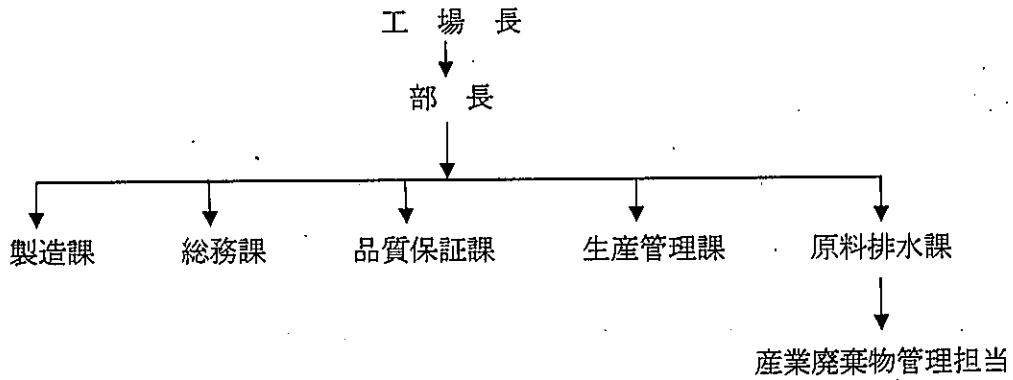 工 場 長
部 長
製造課 総務課 品質保証課 生産管理課 原料排水課
産業廃棄物管理担当